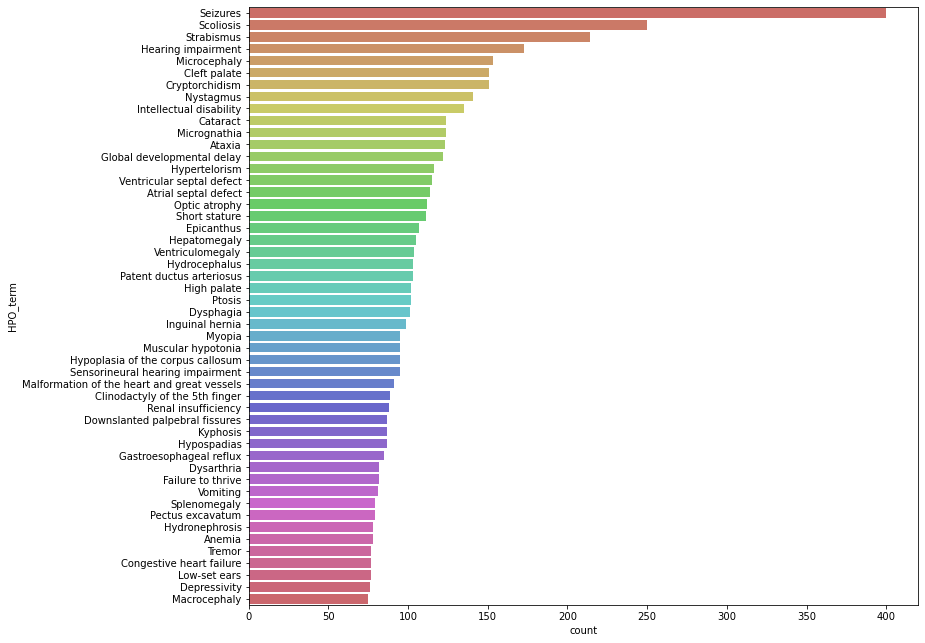 Seizures
Scoliosis
Strabismus
Hearing impairment
Microcephaly
Cleft palate
Cryptorchidism
Nystagmus
Intellectual disability
Cataract
Micrognathia
Ataxia
Global developmental delay
Hypertelorism
Ventricular septal defect
Atrial septal defect
Optic atrophy
Short stature
Epicanthus
Hepatomegaly
Ventriculomegaly
Hydrocephalus
Patent ductus arteriosus
High palate
Ptosis
Dysphagia
Inguinal hernia
Myopia
Muscular hypotonia
Hypoplasia of the corpus callosum
Sensorineural hearing impairment
Malformation of the heart and great vessels
Clinodactyly of the 5th finger
Renal insufficiency
Downslanted palpebral fissures
Kyphosis
Hypospadias
Gastroesophageal reflux
Dysarthria
Failure to thrive
Vomiting
Splenomegaly
Pectus excavatum
Hydronephrosis
Anemia
Tremor
Congestive heart failure
Low-set ears
Depressivity
Macrocephaly
HPO_term
0 50 100 150 200 250 300 350 400
count